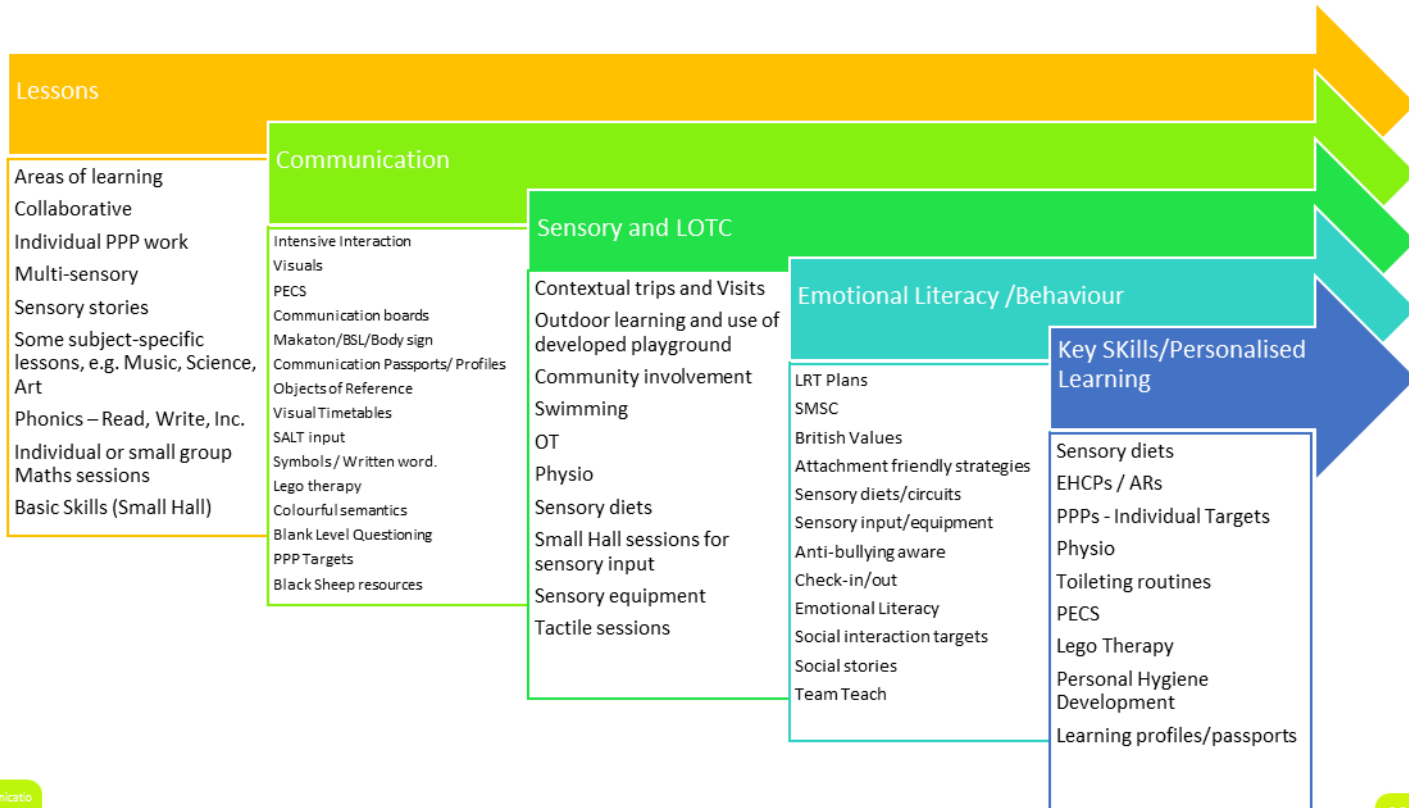 Lessons
Areas of learning
Collaborative
Individual PPP work
Multi-sensory
Sensory stories
Some subject-specific
lessons, e.g. Music, Science,
Art
Phonics – Read, Write, Inc.
Individual or small group
Maths sessions
Basic Skills (Small Hall)
Communication
Intensive Interaction
Visuals
PECS
Communication boards
Makaton/BSL/Body sign
Communication Passports/ Profiles
Objects of Reference
Visual Timetables
SALT input
Symbols / Written word.
Lego therapy
Colourful semantics
Blank Level Questioning
PPP Targets
Black Sheep resources
Sensory and LOTC
Contextual trips and Visits
Outdoor learning and use of
developed playground
Community involvement
Swimming
OT
Physio
Sensory diets
Small Hall sessions for
sensory input
Sensory equipment
Tactile sessions
Emotional Literacy /Behaviour
LRT Plans
SMSC
British Values
Attachment friendly strategies
Sensory diets/circuits
Sensory input/equipment
Anti-bullying aware
Check-in/out
Emotional Literacy
Social interaction targets
Social stories
Team Teach
Key SKills/Personalised
Learning
Sensory diets
EHCPs / ARs
PPPs - Individual Targets
Physio
Toileting routines
PECS
Lego Therapy
Personal Hygiene
Development
Learning profiles/passports
nicatio